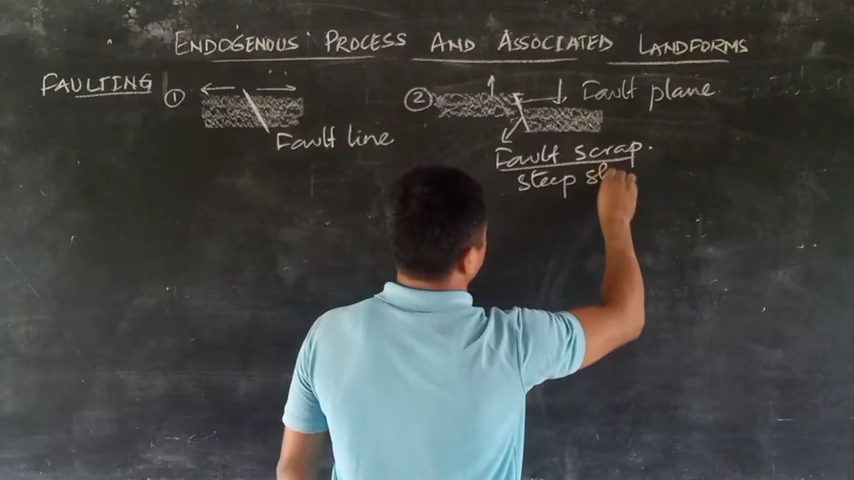 ENDOGENOUS PROCESS AND ASSOCIATED LANDFORMS
FAULTING
1
Fault line
2
Fault plane
Fault scrap.
steep